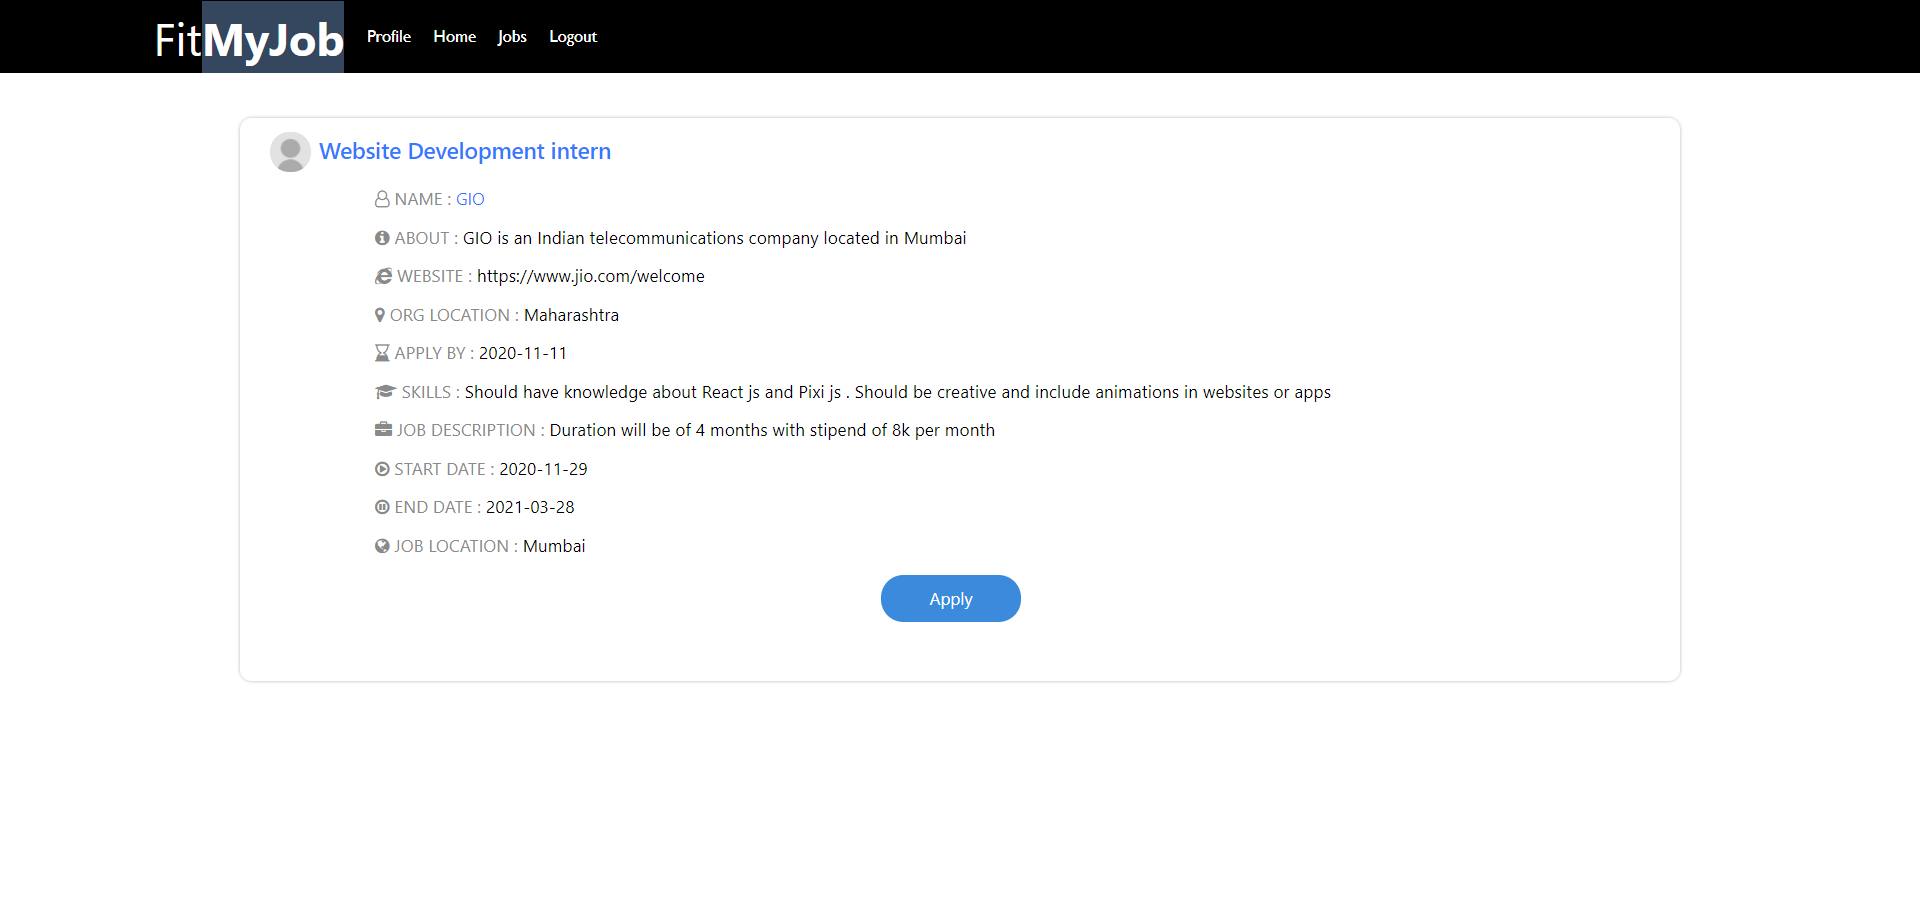 FitMyJob Profile Home Jobs Logout
Website Development intern
NAME : GIO
ABOUT : GIO is an Indian telecommunications company located in Mumbai
WEBSITE : https://www.jio.com/welcome
ORG LOCATION : Maharashtra
APPLY BY : 2020-11-11
SKILLS : Should have knowledge about React js and Pixi js . Should be creative and include animations in websites or apps
JOB DESCRIPTION : Duration will be of 4 months with stipend of 8k per month
START DATE : 2020-11-29
END DATE : 2021-03-28
JOB LOCATION : Mumbai
Apply